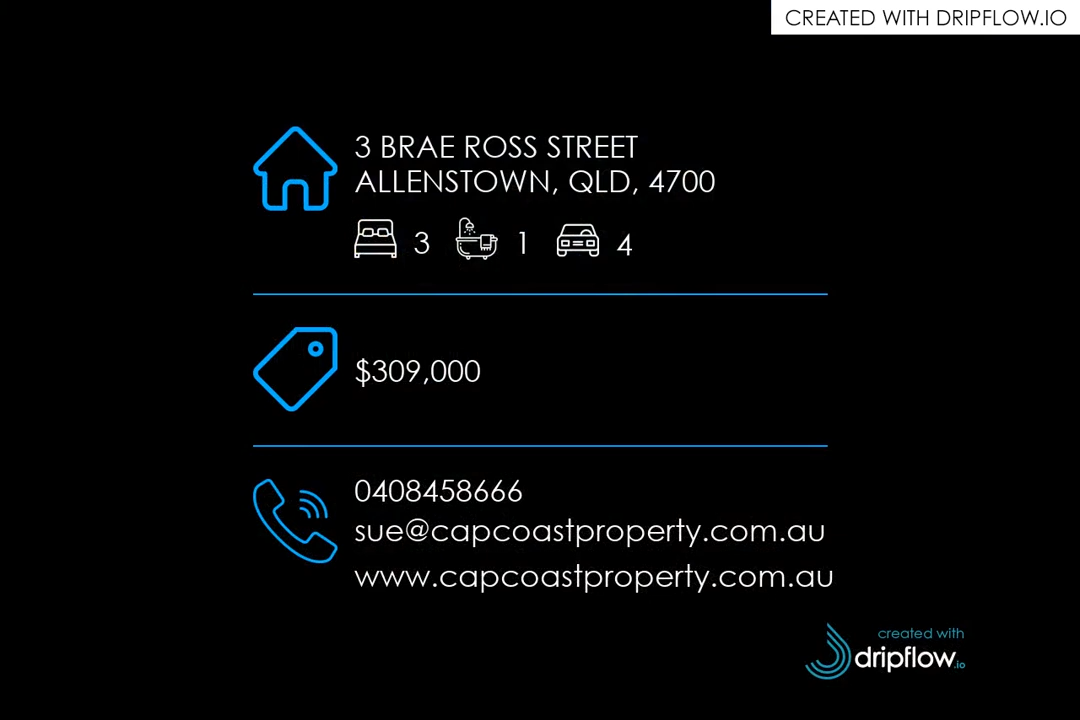 CREATED WITH DRIPFLOW.IO
3 BRAE ROSS STREET
ALLENSTOWN, QLD, 4700
3 1 4
$309,000
0408458666
sue@capcoastproperty.com.au
www.capcoastproperty.com.au
created with
dripflow.io